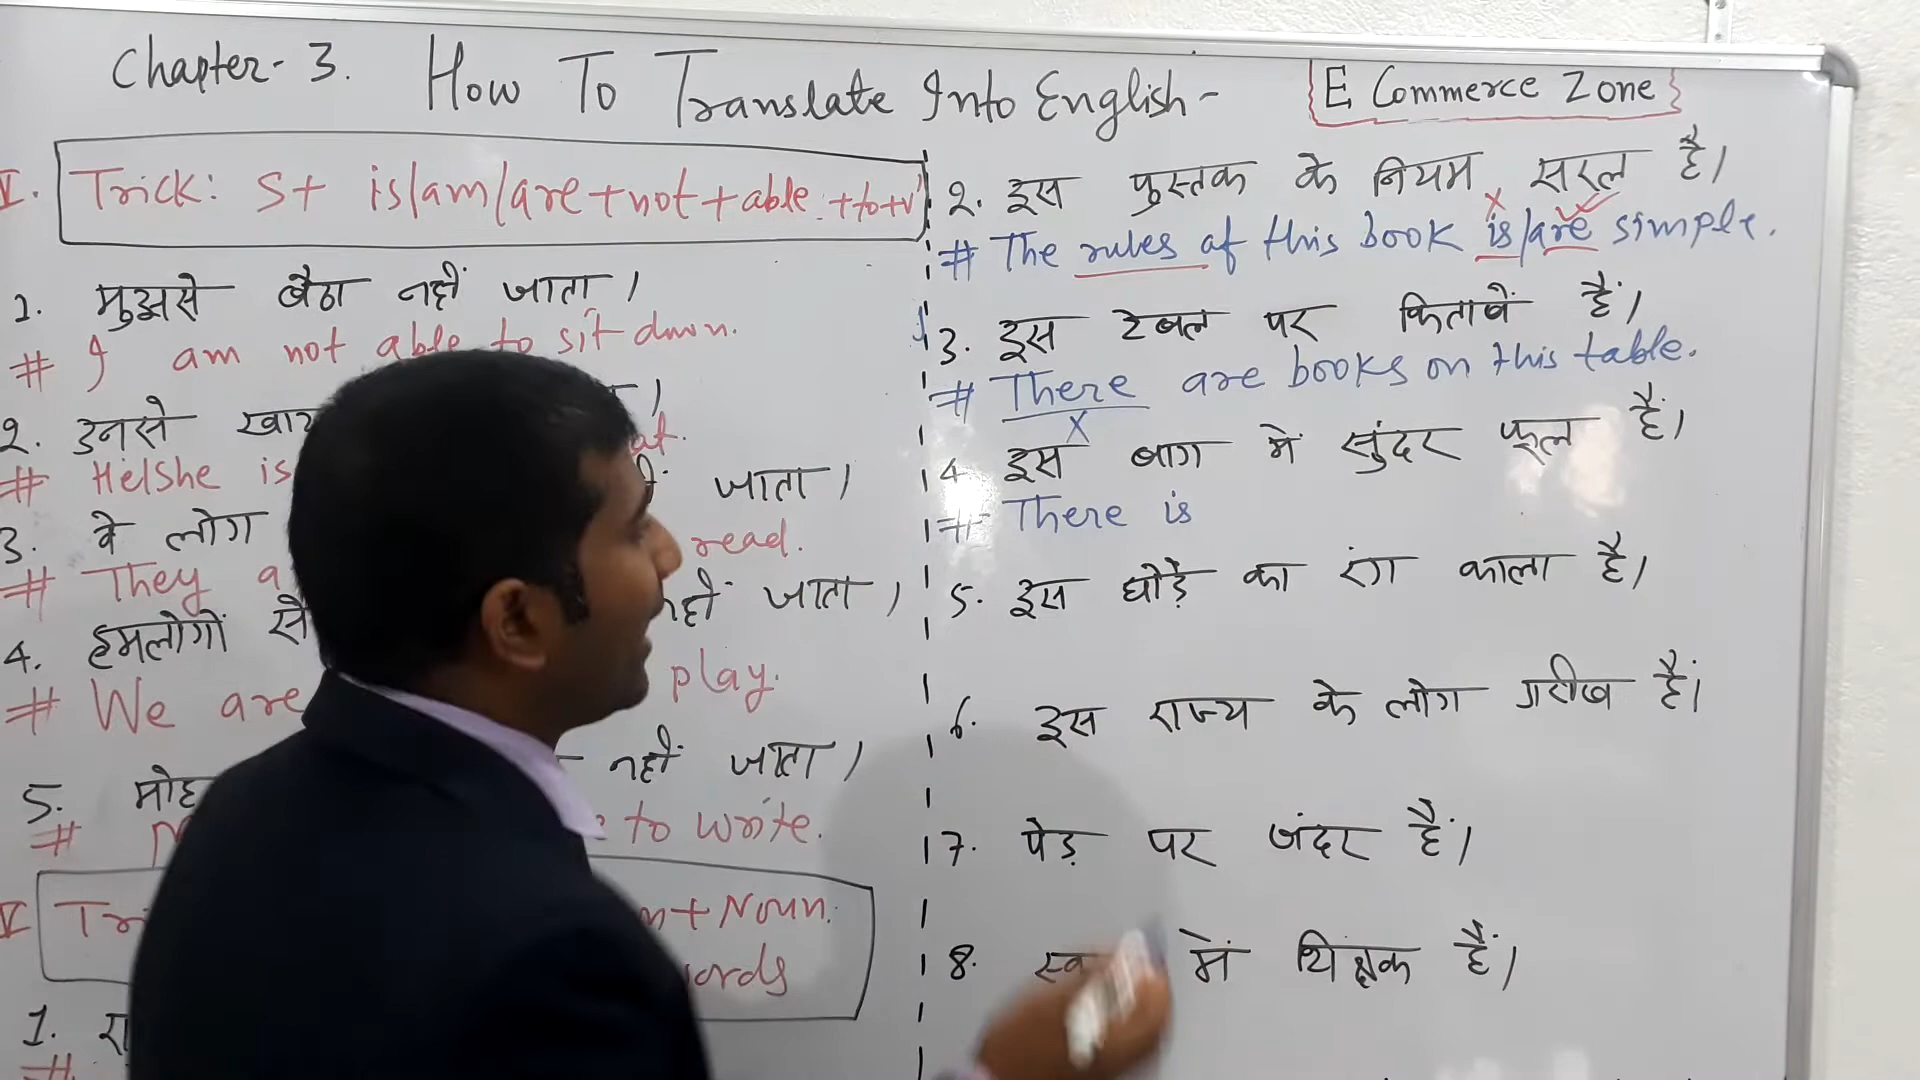 Chapter-3. How To Translate Into English-
{E Commerce Zone}
V. Trick: S+ is/am/are+not+able+to+v'
1. मुझसे बैठा नहीं जाता।
# I am not able to sit down.
2. उनसे
# He/She is
जाता।
3. वे लोग
read.
# They
जाता।
4. हमलोगों से
# We are play.
5. नहीं जाता।
# to write.
+ Noun.
1.
#
2. इस पुस्तक के नियम सरल है।
# The rules of this book is/are simple.
3. इस टेबल पर किताबें हैं।
# There are books on this table.
4 इस बाग में सुंदर फूल हैं।
# There is
5. इस घोड़े का रंग काला है।
6. इस राज्य के लोग गरीब हैं।
7. पेड़ पर बंदर हैं।
8. में शिक्षक हैं।